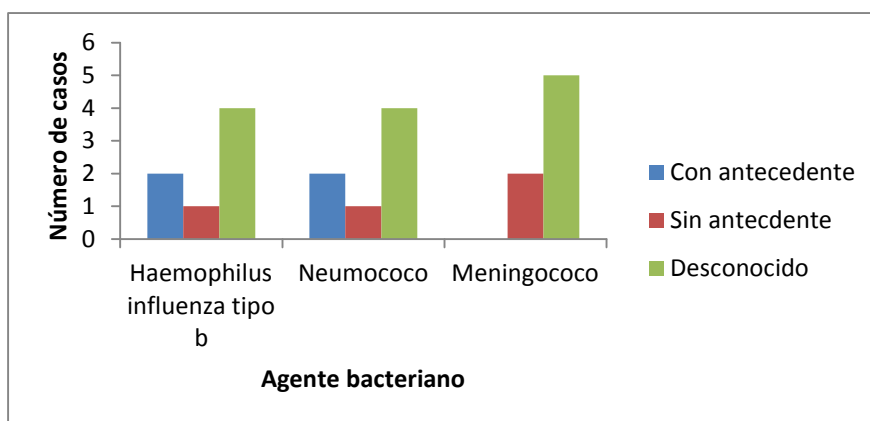 Número de casos
6
5
4
3
2
1
0
Haemophilus
influenza tipo
b
Neumococo
Meningococo
Agente bacteriano
Con antecedente
Sin antecdente
Desconocido